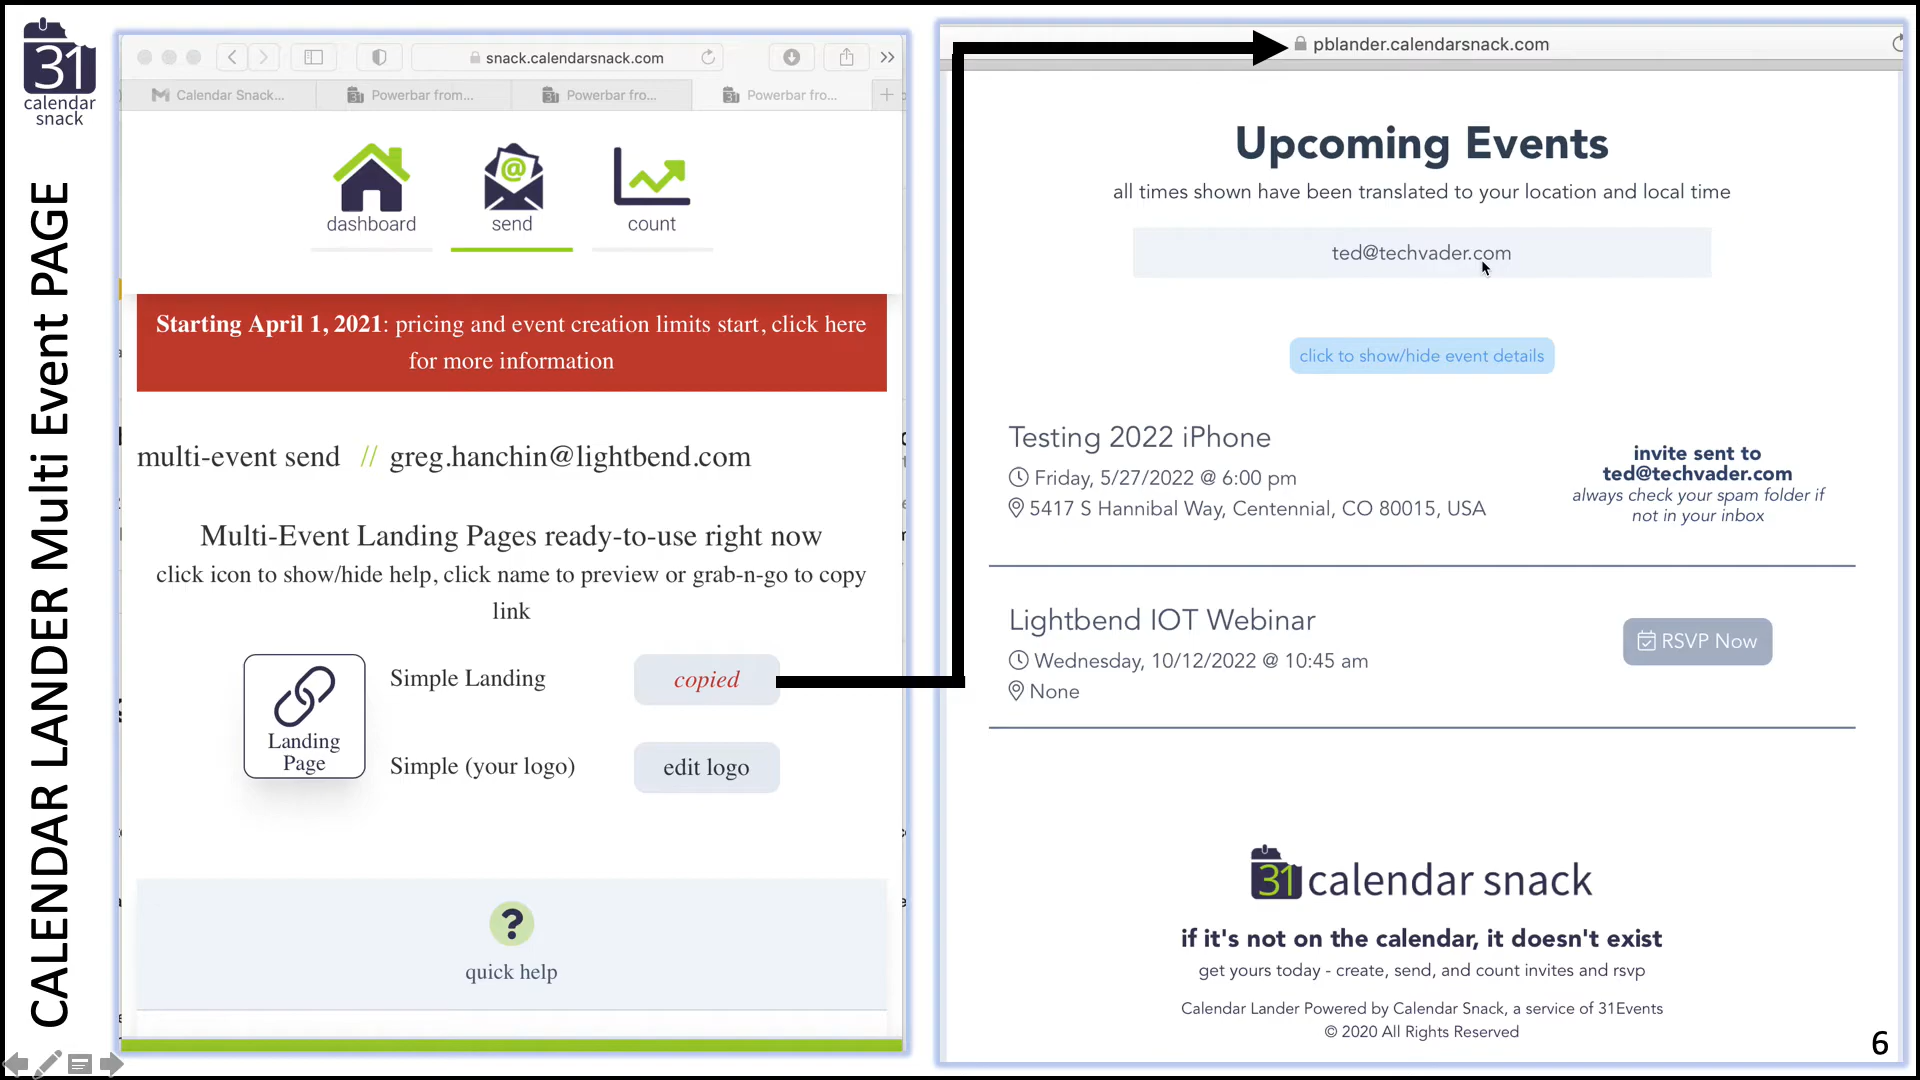 31
calendar
snack
CALENDAR LANDER Multi Event PAGE
snack.calendarsnack.com
Calendar Snack...
Powerbar from...
Powerbar fro...
Powerbar fro...
dashboard
send
count
Starting April 1, 2021: pricing and event creation limits start, click here
for more information
multi-event send // greg.hanchin@lightbend.com
Multi-Event Landing Pages ready-to-use right now
click icon to show/hide help, click name to preview or grab-n-go to copy
link
Landing
Page
Simple Landing
copied
Simple (your logo)
edit logo
?
quick help
pblander.calendarsnack.com
Upcoming Events
all times shown have been translated to your location and local time
ted@techvader.com
click to show/hide event details
Testing 2022 iPhone
Friday, 5/27/2022 @ 6:00 pm
5417 S Hannibal Way, Centennial, CO 80015, USA
invite sent to
ted@techvader.com
always check your spam folder if
not in your inbox
Lightbend IOT Webinar
Wednesday, 10/12/2022 @ 10:45 am
None
RSVP Now
31 calendar snack
if it's not on the calendar, it doesn't exist
get yours today - create, send, and count invites and rsvp
Calendar Lander Powered by Calendar Snack, a service of 31Events
© 2020 All Rights Reserved
6